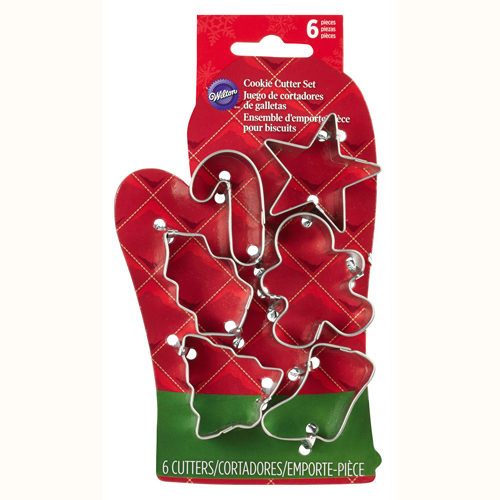 6 pieces
piezas
pièces
Wilton
Cookie Cutter Set
Juego de cortadores
de galletas
Ensemble d'emporte-pièce
pour biscuits
6 CUTTERS/CORTADORES/EMPORTE-PIÈCE